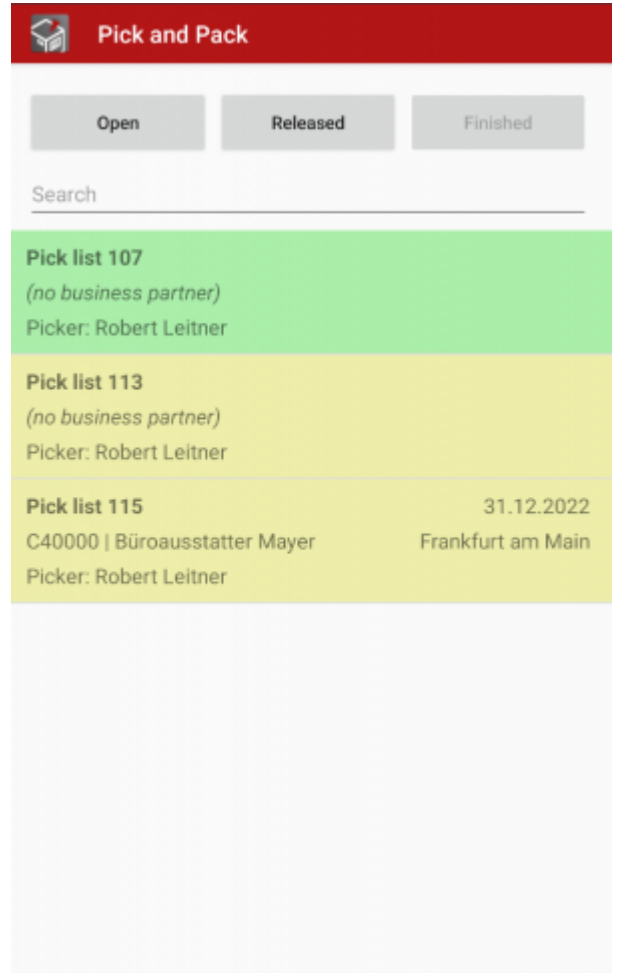 Pick and Pack
Open Released Finished
Search
Pick list 107
(no business partner)
Picker: Robert Leitner
Pick list 113
(no business partner)
Picker: Robert Leitner
Pick list 115 31.12.2022
C40000 | Büroausstatter Mayer Frankfurt am Main
Picker: Robert Leitner